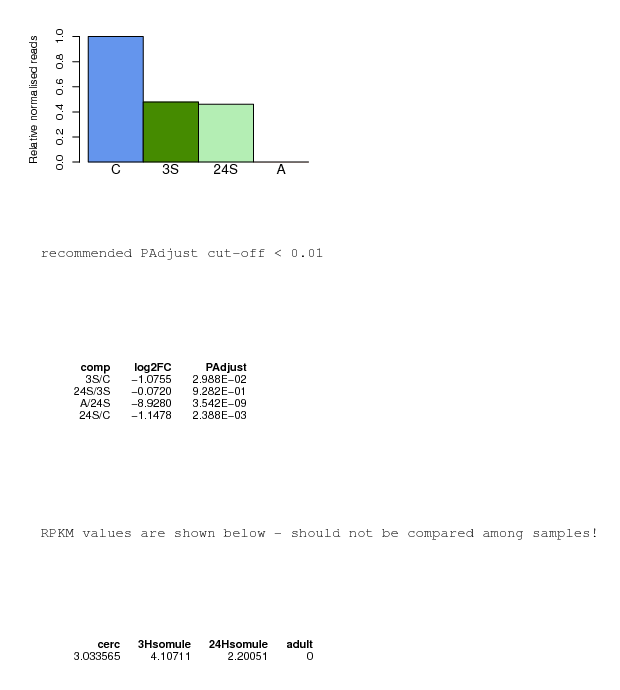 Relative normalised reads
1.0
0.8
0.6
0.4
0.2
0.0
C 3S 24S A
recommended PAdjust cut-off < 0.01
comp log2FC PAdjust
3S/C −1.0755 2.988E−02
24S/3S −0.0720 9.282E−01
A/24S −8.9280 3.542E−09
24S/C −1.1478 2.388E−03
RPKM values are shown below - should not be compared among samples!
cerc 3Hsomule 24Hsomule adult
3.033565 4.10711 2.20051 0